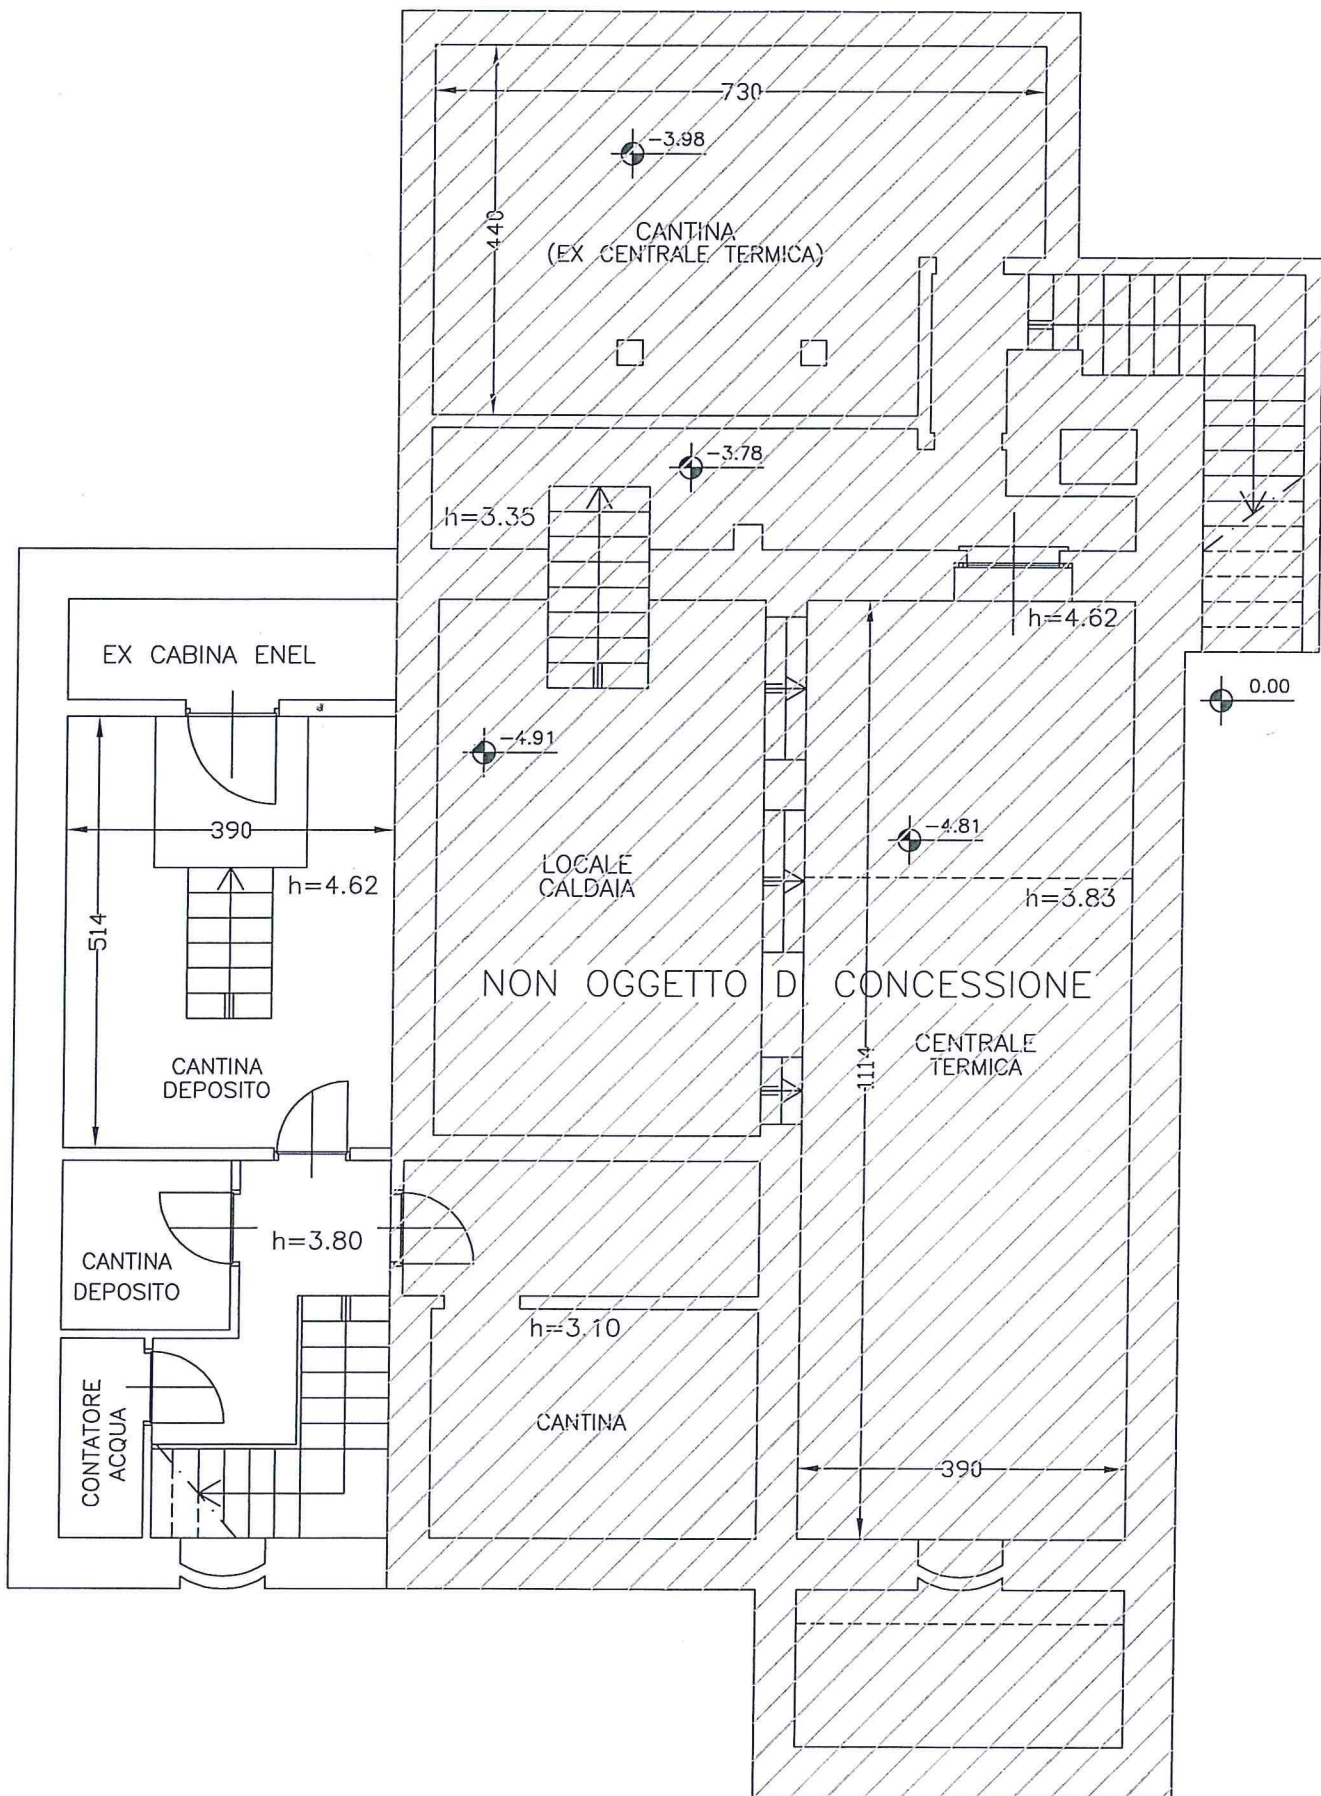 730
-3.98
440
CANTINA
(EX CENTRALE TERMICA)
-3.78
h=3.35
h=4.62
EX CABINA ENEL
0.00
-4.91
390
-4.81
LOCALE
CALDAIA
h=4.62
h=3.83
514
NON OGGETTO DI CONCESSIONE
CENTRALE
TERMICA
1114
CANTINA
DEPOSITO
h=3.80
CANTINA
DEPOSITO
h=3.10
CONTATORE
ACQUA
CANTINA
390